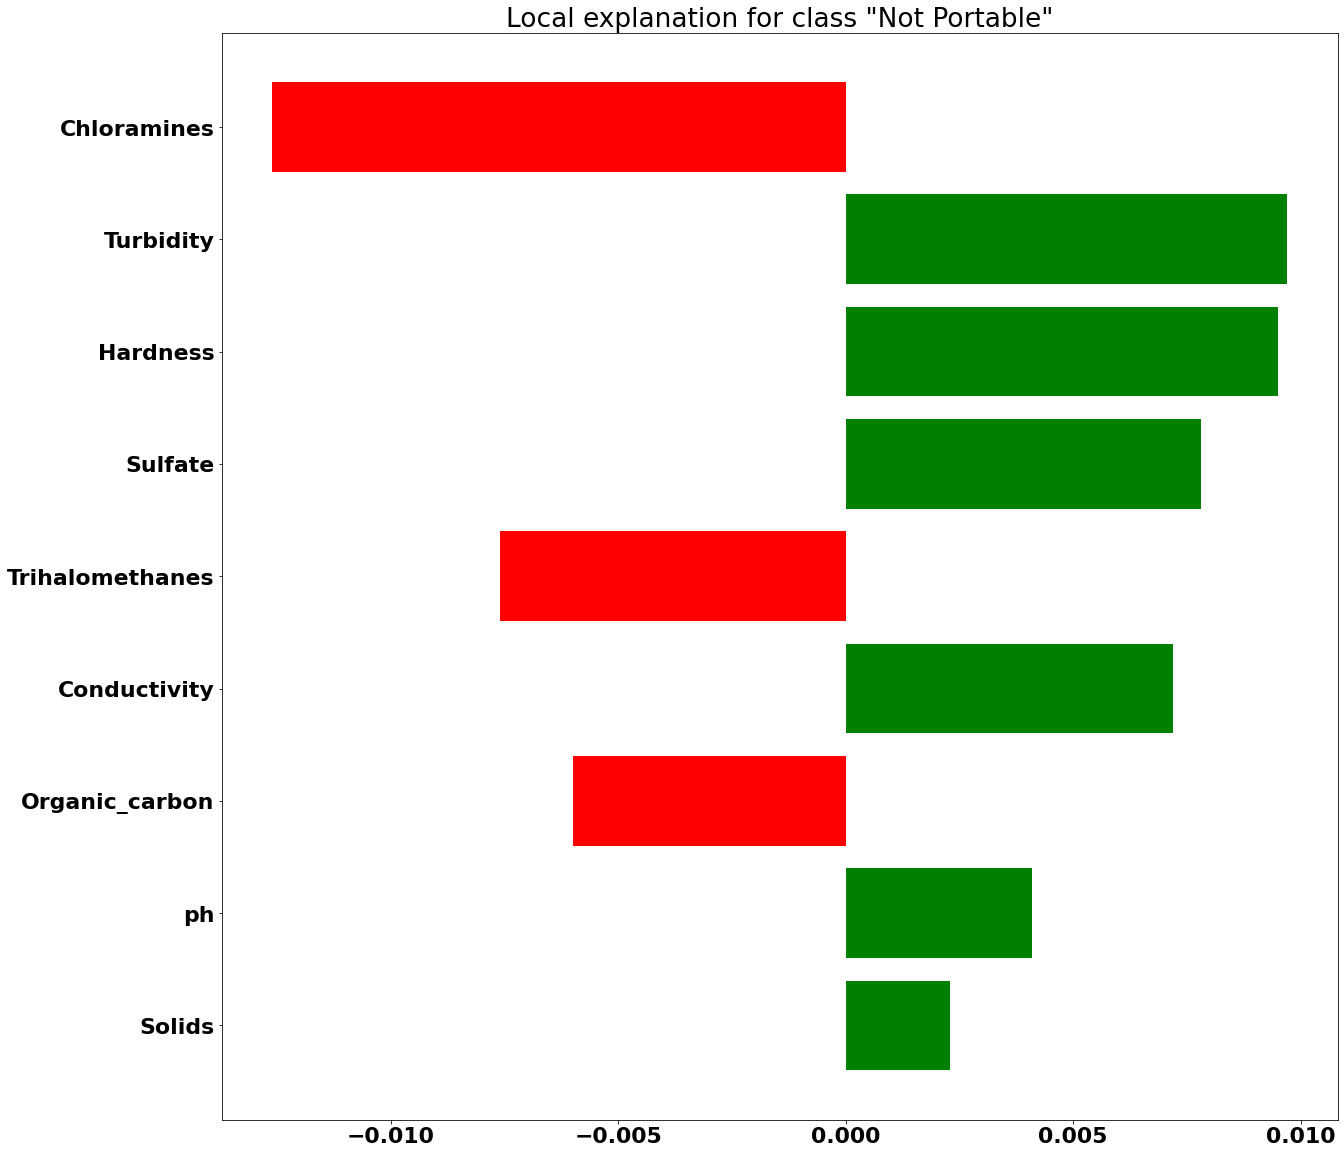 Local explanation for class "Not Portable"
Chloramines
Turbidity
Hardness
Sulfate
Trihalomethanes
Conductivity
Organic_carbon
ph
Solids
−0.010 −0.005 0.000 0.005 0.010